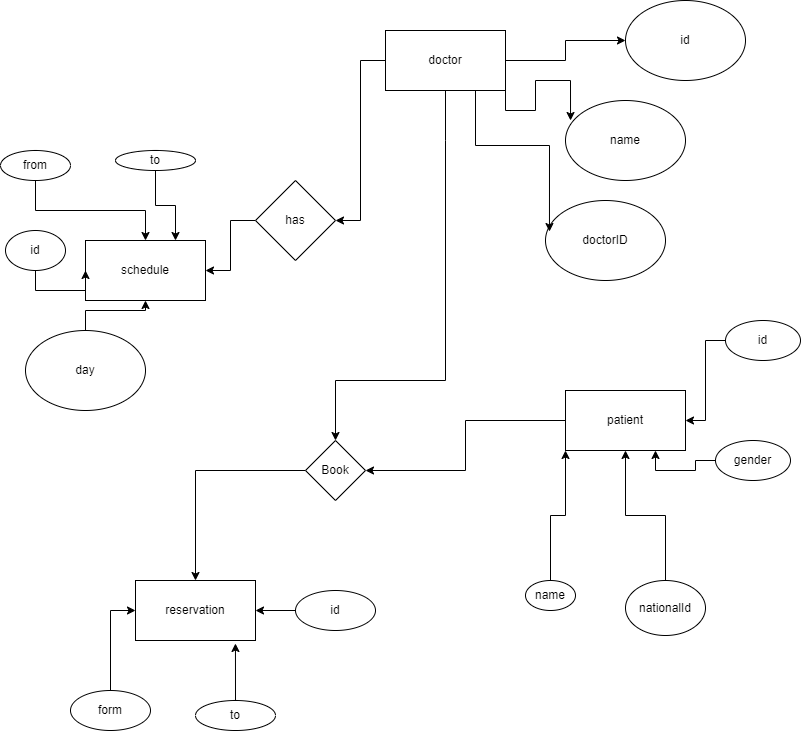 doctor
id
name
doctorID
from
to
id
has
schedule
day
id
patient
gender
Book
name
nationalId
reservation
id
form
to